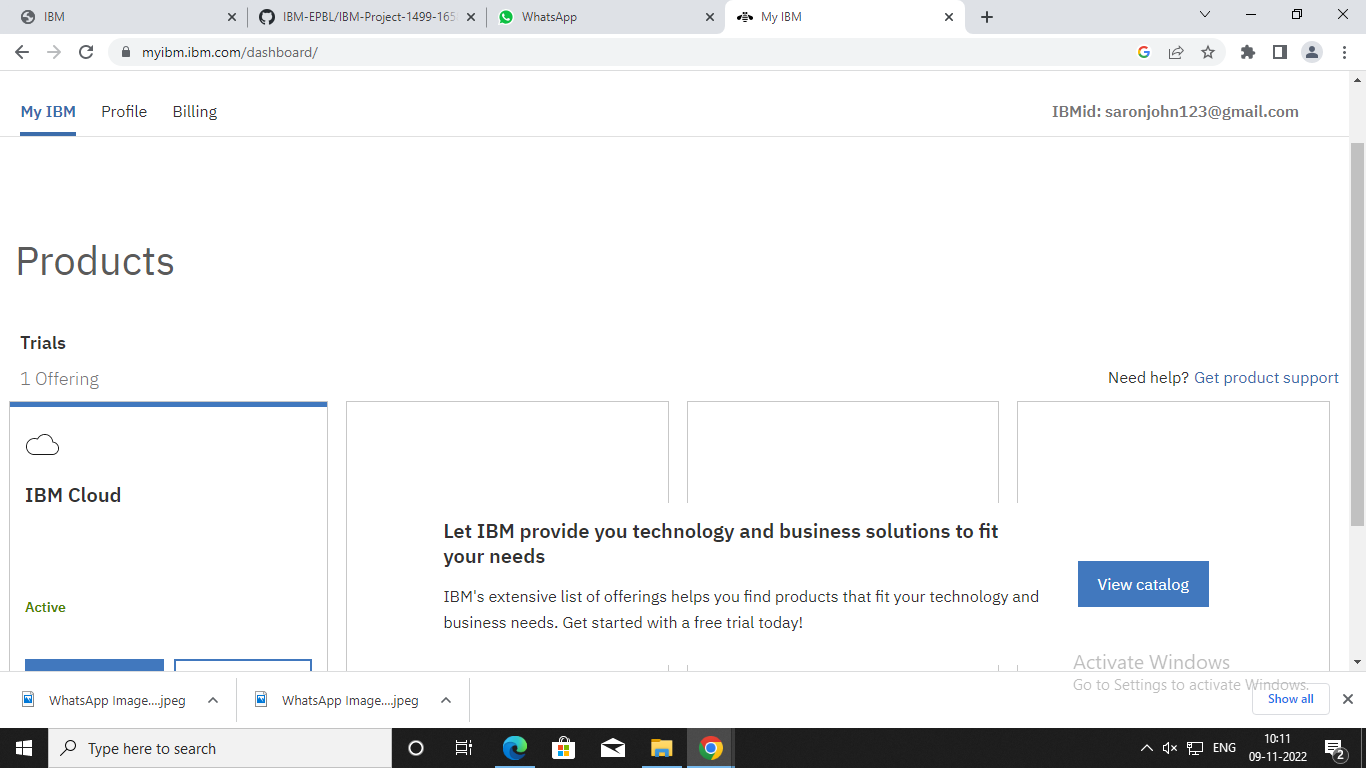 IBM
IBM-EPBL/IBM-Project-1499-165
WhatsApp
My IBM
myibm.ibm.com/dashboard/
My IBM
Profile
Billing
IBMid: saronjohn123@gmail.com
Products
Trials
1 Offering
Need help? Get product support
IBM Cloud
Active
Let IBM provide you technology and business solutions to fit
your needs
IBM's extensive list of offerings helps you find products that fit your technology and
business needs. Get started with a free trial today!
View catalog
Activate Windows
Go to Settings to activate Windows.
WhatsApp Image....jpeg
WhatsApp Image....jpeg
Show all
Type here to search
ENG
10:11
09-11-2022
2